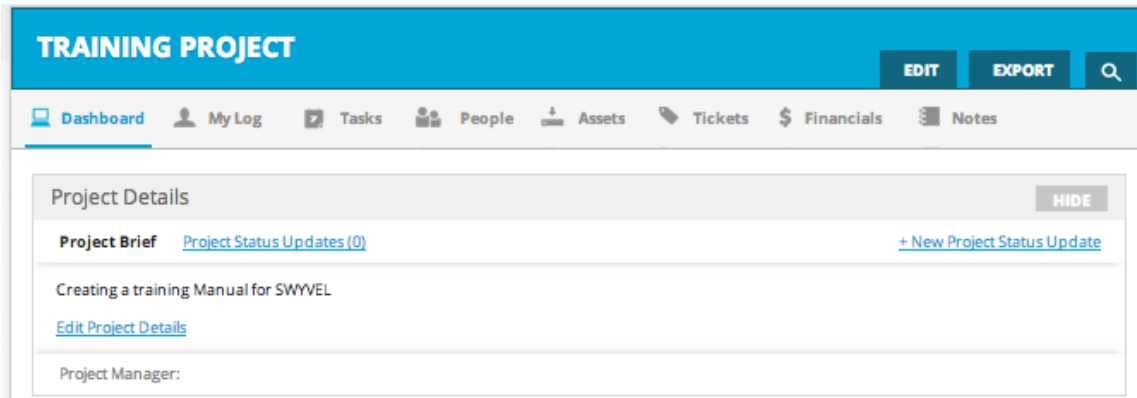 TRAINING PROJECT
EDIT EXPORT
Dashboard My Log Tasks People Assets Tickets $ Financials Notes
Project Details HIDE
Project Brief Project Status Updates (0) + New Project Status Update
Creating a training Manual for SWYVEL
Edit Project Details
Project Manager: